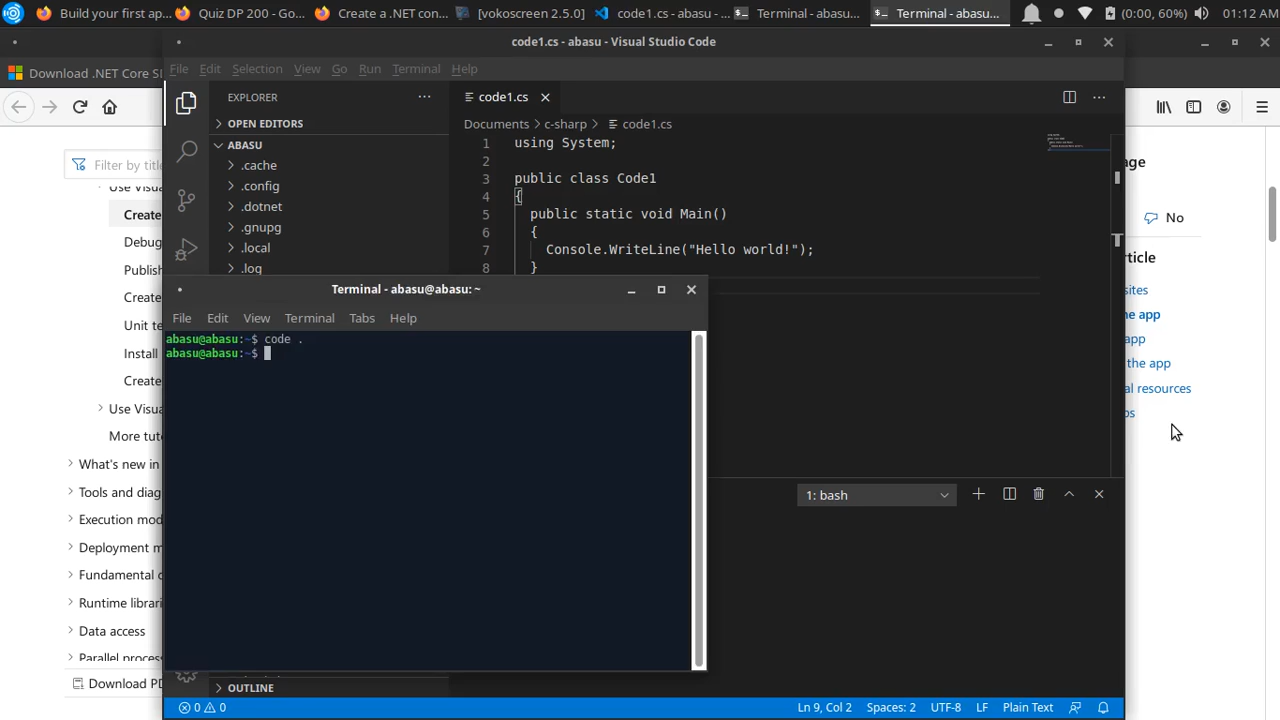 Build your first ap...
Quiz DP 200 - Go...
Create a .NET con...
[vokoscreen 2.5.0]
code1.cs - abasu - ...
Terminal - abasu...
Terminal - abasu...
(0:00, 60%)
01:12 AM
code1.cs - abasu - Visual Studio Code
Download .NET Core S
File Edit Selection View Go Run Terminal Help
EXPLORER
code1.cs
OPEN EDITORS
Documents > c-sharp > code1.cs
ABASU
.cache
.config
.dotnet
.gnupg
.local
.log
1 using System;
2
3 public class Code1
4 {
5 public static void Main()
6 {
7 Console.WriteLine("Hello world!");
8 }
Terminal - abasu@abasu: ~
File Edit View Terminal Tabs Help
abasu@abasu:~$ code .
abasu@abasu:~$
1: bash
OUTLINE
0 0
Ln 9, Col 2 Spaces: 2 UTF-8 LF Plain Text
Filter by title
Use Visua
Create
Debug
Publish
Create
Unit te
Install
Create
Use Visua
More tuto
What's new in
Tools and diag
Execution mod
Deployment m
Fundamental c
Runtime librari
Data access
Parallel proces
Download PD
age
No
rticle
sites
he app
app
the app
al resources
ps